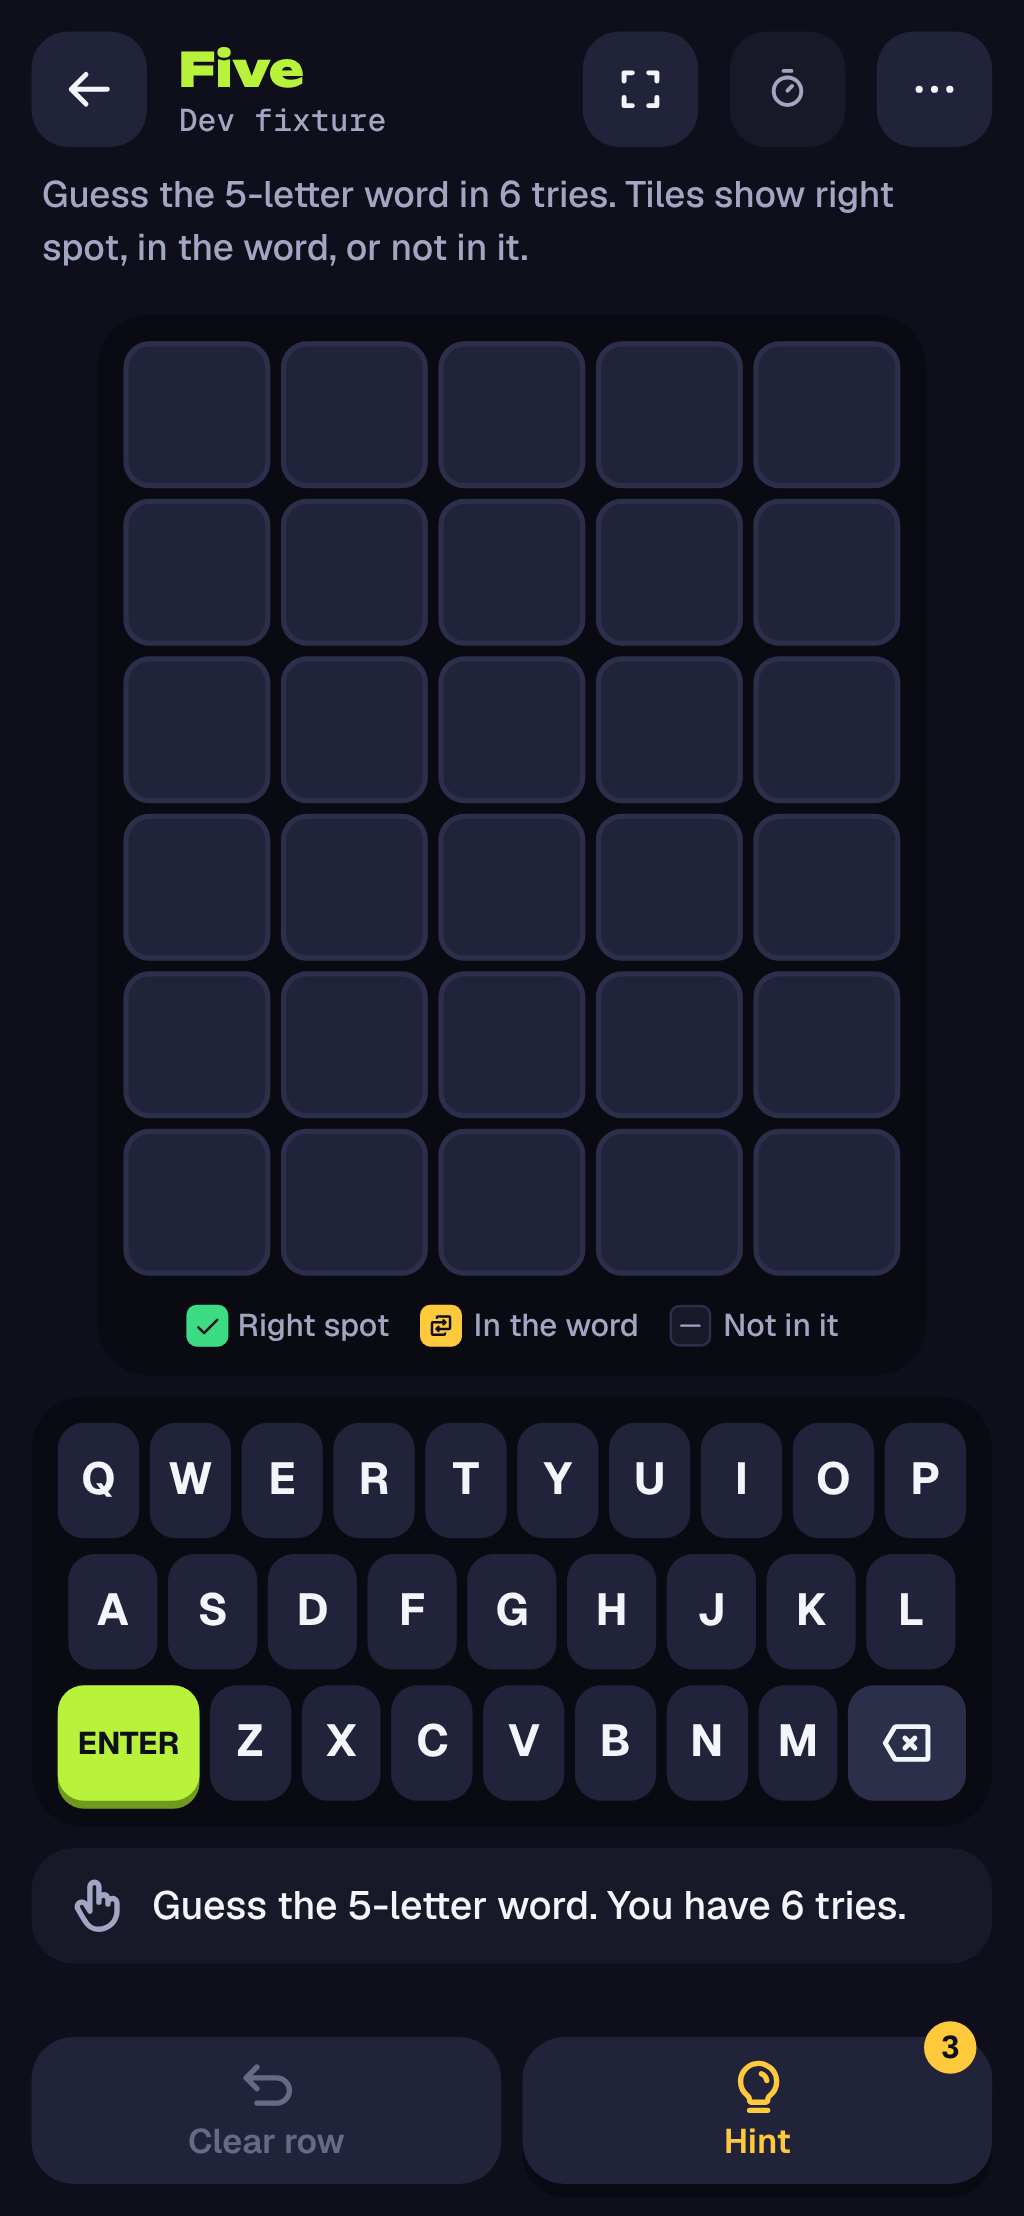 Five
Dev fixture
Guess the 5-letter word in 6 tries. Tiles show right
spot, in the word, or not in it.
Right spot In the word Not in it
Q W E R T Y U I O P
A S D F G H J K L
ENTER Z X C V B N M
Guess the 5-letter word. You have 6 tries.
3
Clear row Hint